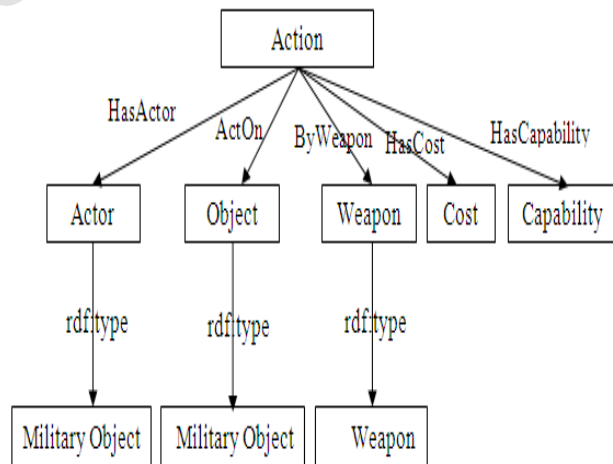 Action
HasActor
ActOn
ByWeapon
HasCost
HasCapability
Actor
Object
Weapon
Cost
Capability
rdf:type
rdf:type
rdf:type
Military Object
Military Object
Weapon